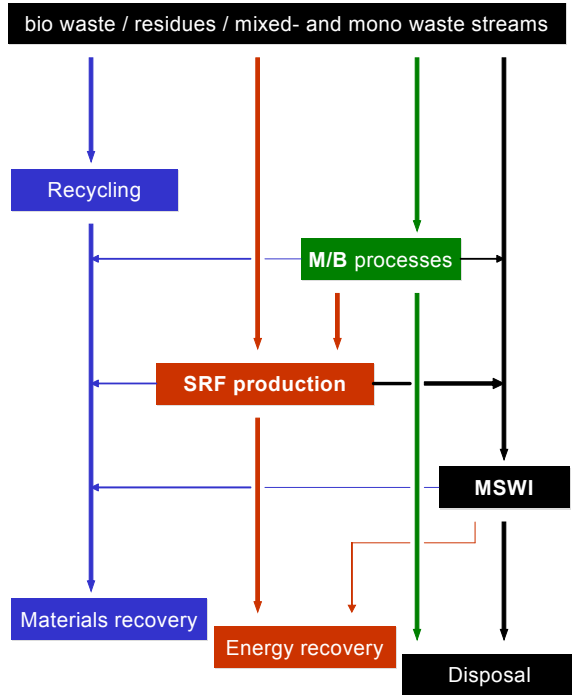 bio waste / residues / mixed- and mono waste streams
Recycling
M/B processes
SRF production
MSWI
Materials recovery
Energy recovery
Disposal